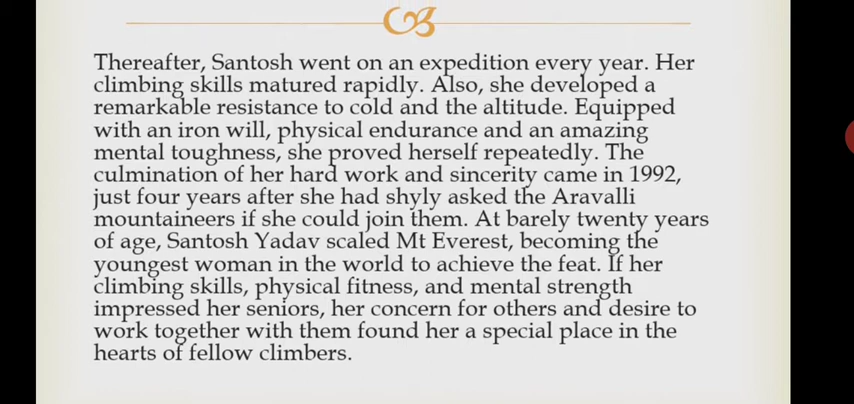 Thereafter, Santosh went on an expedition every year. Her
climbing skills matured rapidly. Also, she developed a
remarkable resistance to cold and the altitude. Equipped
with an iron will, physical endurance and an amazing
mental toughness, she proved herself repeatedly. The
culmination of her hard work and sincerity came in 1992,
just four years after she had shyly asked the Aravalli
mountaineers if she could join them. At barely twenty years
of age, Santosh Yadav scaled Mt Everest, becoming the
youngest woman in the world to achieve the feat. If her
climbing skills, physical fitness, and mental strength
impressed her seniors, her concern for others and desire to
work together with them found her a special place in the
hearts of fellow climbers.